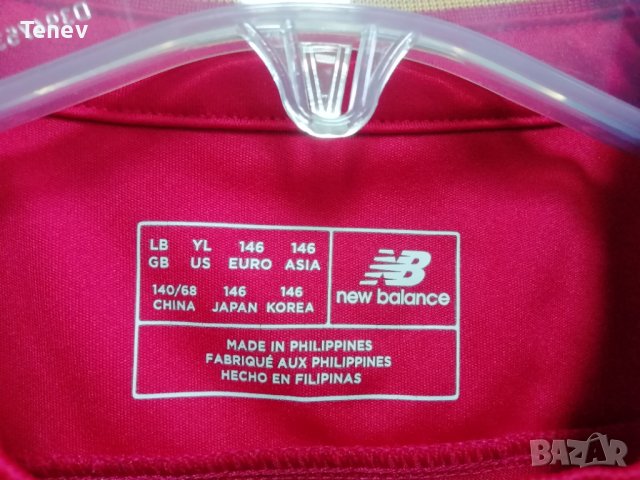 Tenev
LB YL 146 146
GB US EURO ASIA
140/68 146 146
CHINA JAPAN KOREA
NB
new balance
MADE IN PHILIPPINES
FABRIQUÉ AUX PHILIPPINES
HECHO EN FILIPINAS
BAZAR